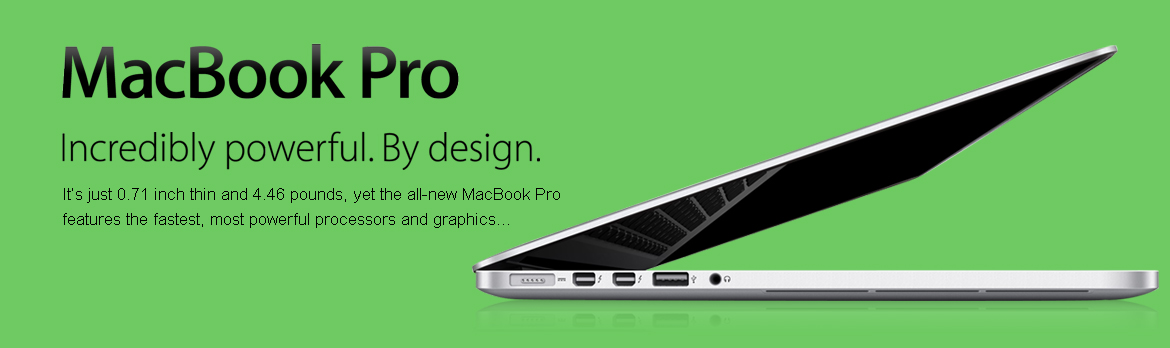 MacBook Pro
Incredibly powerful. By design.
It's just 0.71 inch thin and 4.46 pounds, yet the all-new MacBook Pro
features the fastest, most powerful processors and graphics...